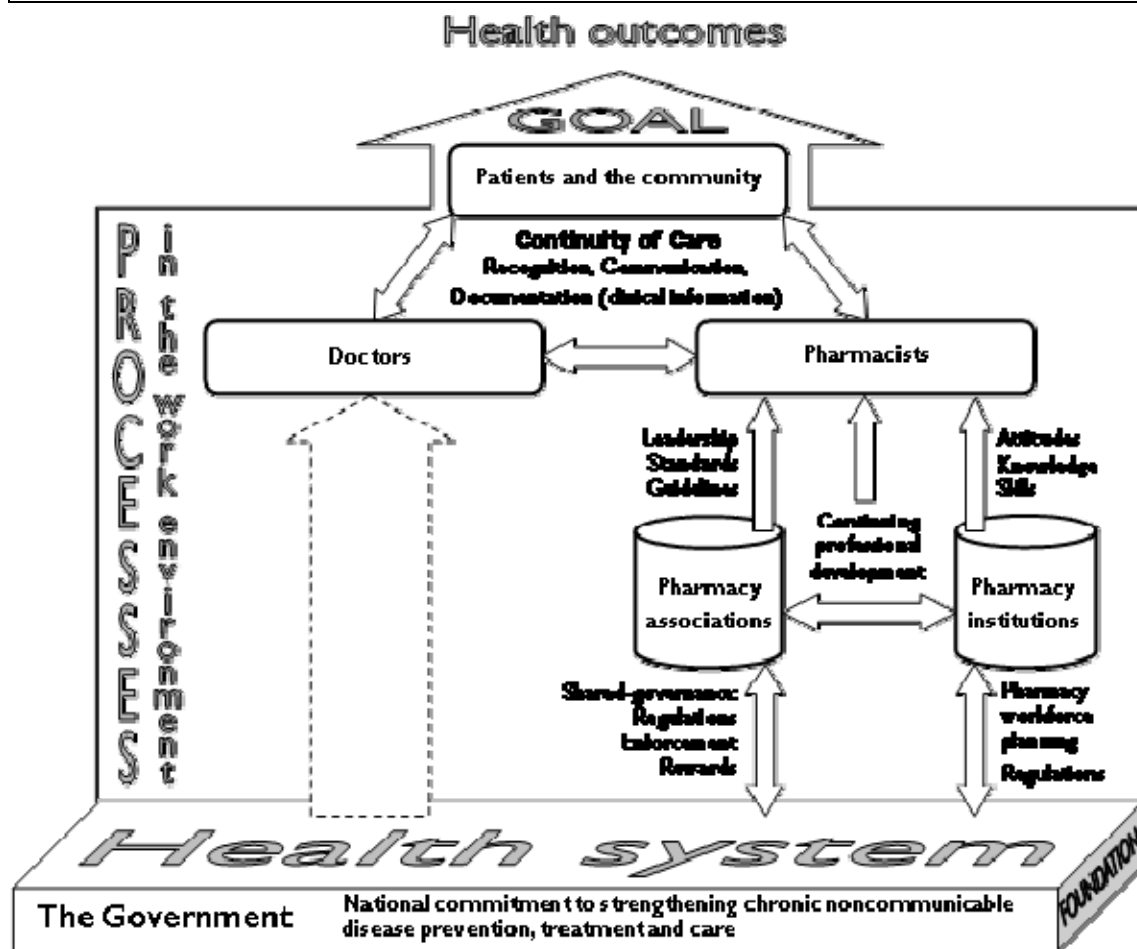 Health outcomes
GOAL
Patients and the community
Continuity of Care
Recognition, Communication,
Documentation (clinical information)
PROCESSES
in the work environment
Doctors
Pharmacists
Leadership
Standards
Guidelines
Attitudes
Knowledge
Skills
Continuing
professional
development
Pharmacy
associations
Pharmacy
institutions
Shared-governance
Regulations
Enforcement
Rewards
Pharmacy
workforce
planning
Regulations
Health system
FOUNDATION
The Government
National commitment to strengthening chronic noncommunicable
disease prevention, treatment and care